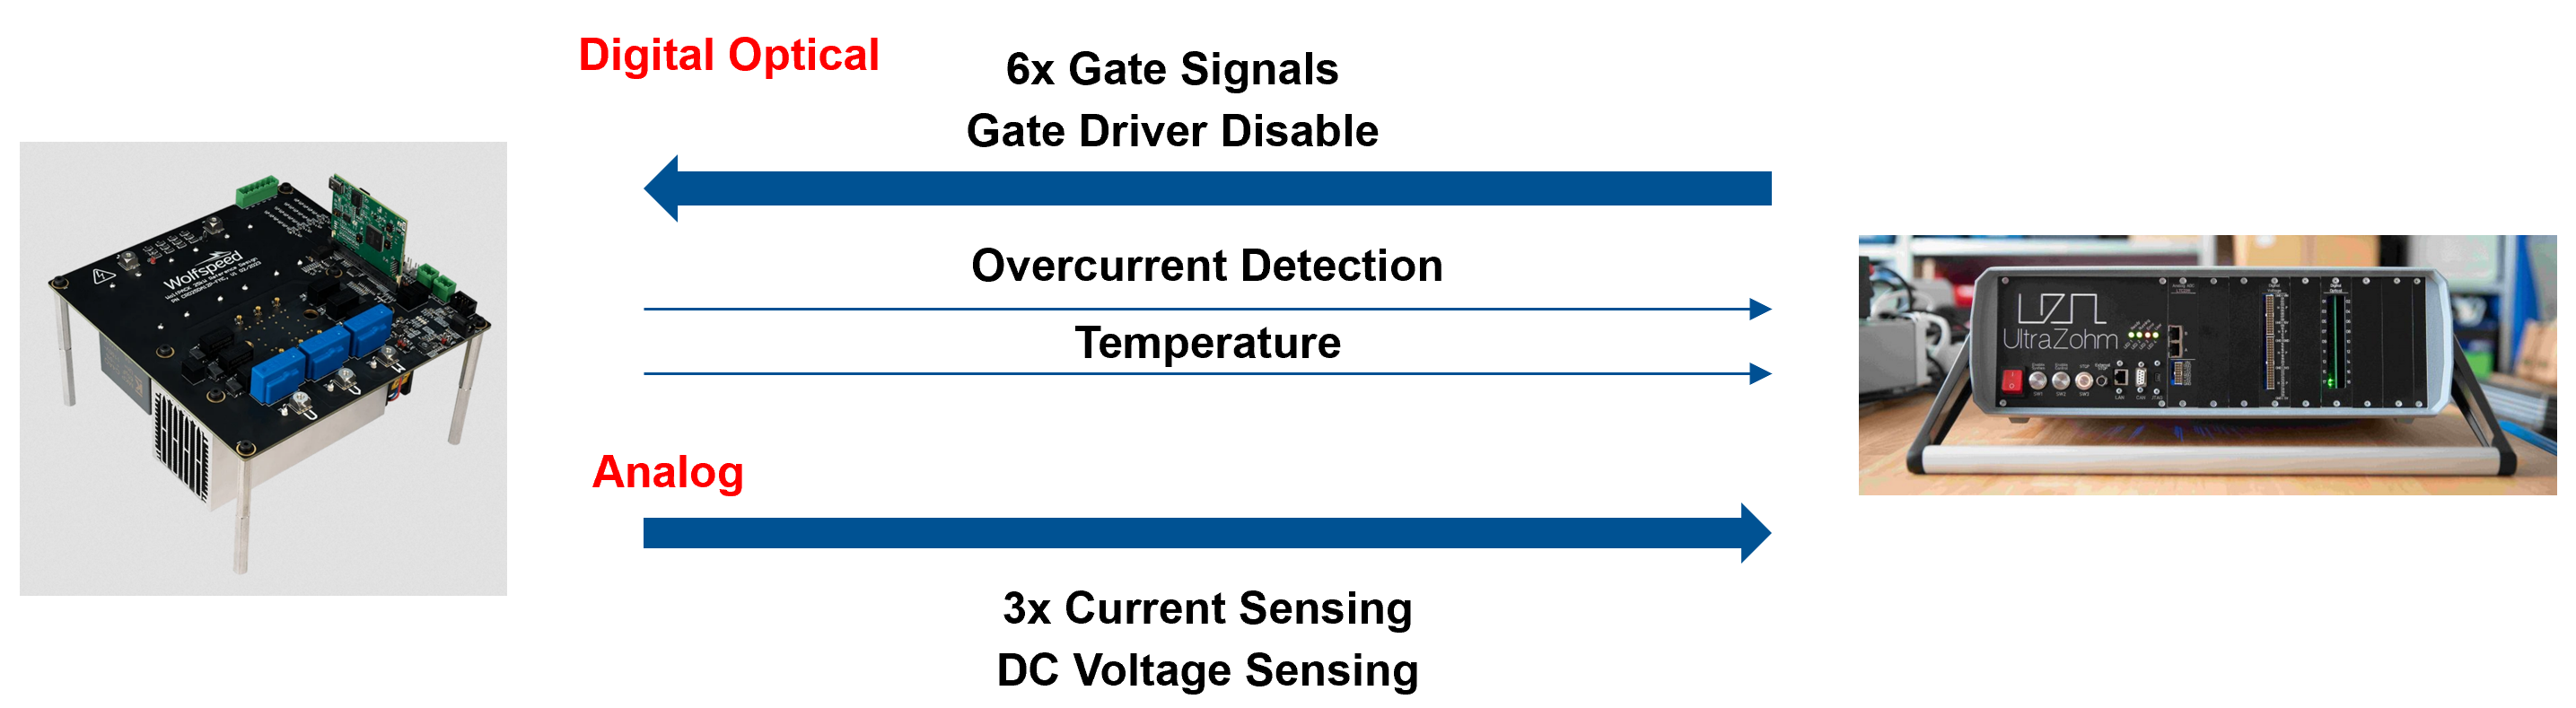 Digital Optical
6x Gate Signals
Gate Driver Disable
Overcurrent Detection
Temperature
Analog
3x Current Sensing
DC Voltage Sensing
Wolfspeed
UltraZohm